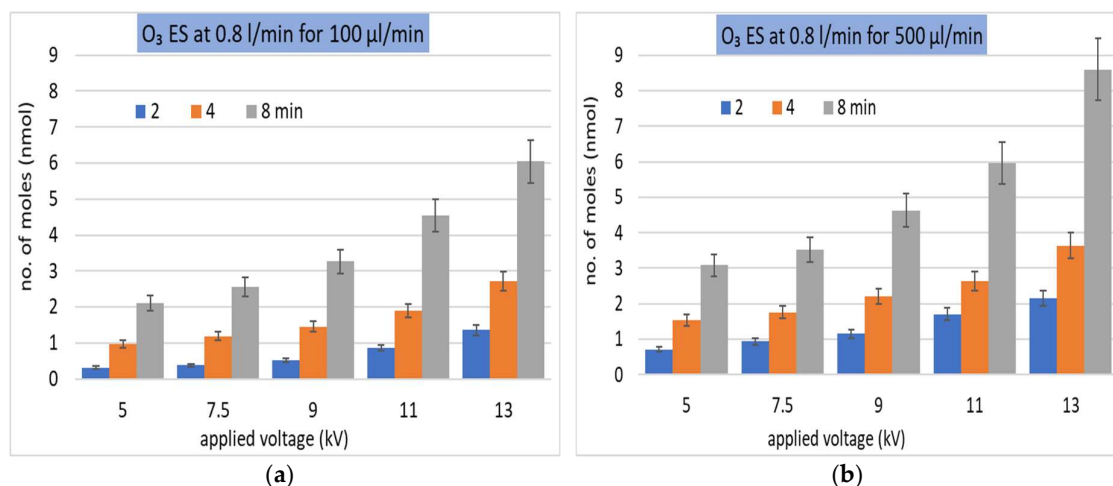 O₃ ES at 0.8 l/min for 100 µl/min
9
8
7
6
5
4
3
2
1
0
no. of moles (nmol)
2 4 8 min
5 7.5 9 11 13
applied voltage (kV)
(a)
O₃ ES at 0.8 l/min for 500 µl/min
9
8
7
6
5
4
3
2
1
0
no. of moles (nmol)
2 4 8 min
5 7.5 9 11 13
applied voltage (kV)
(b)